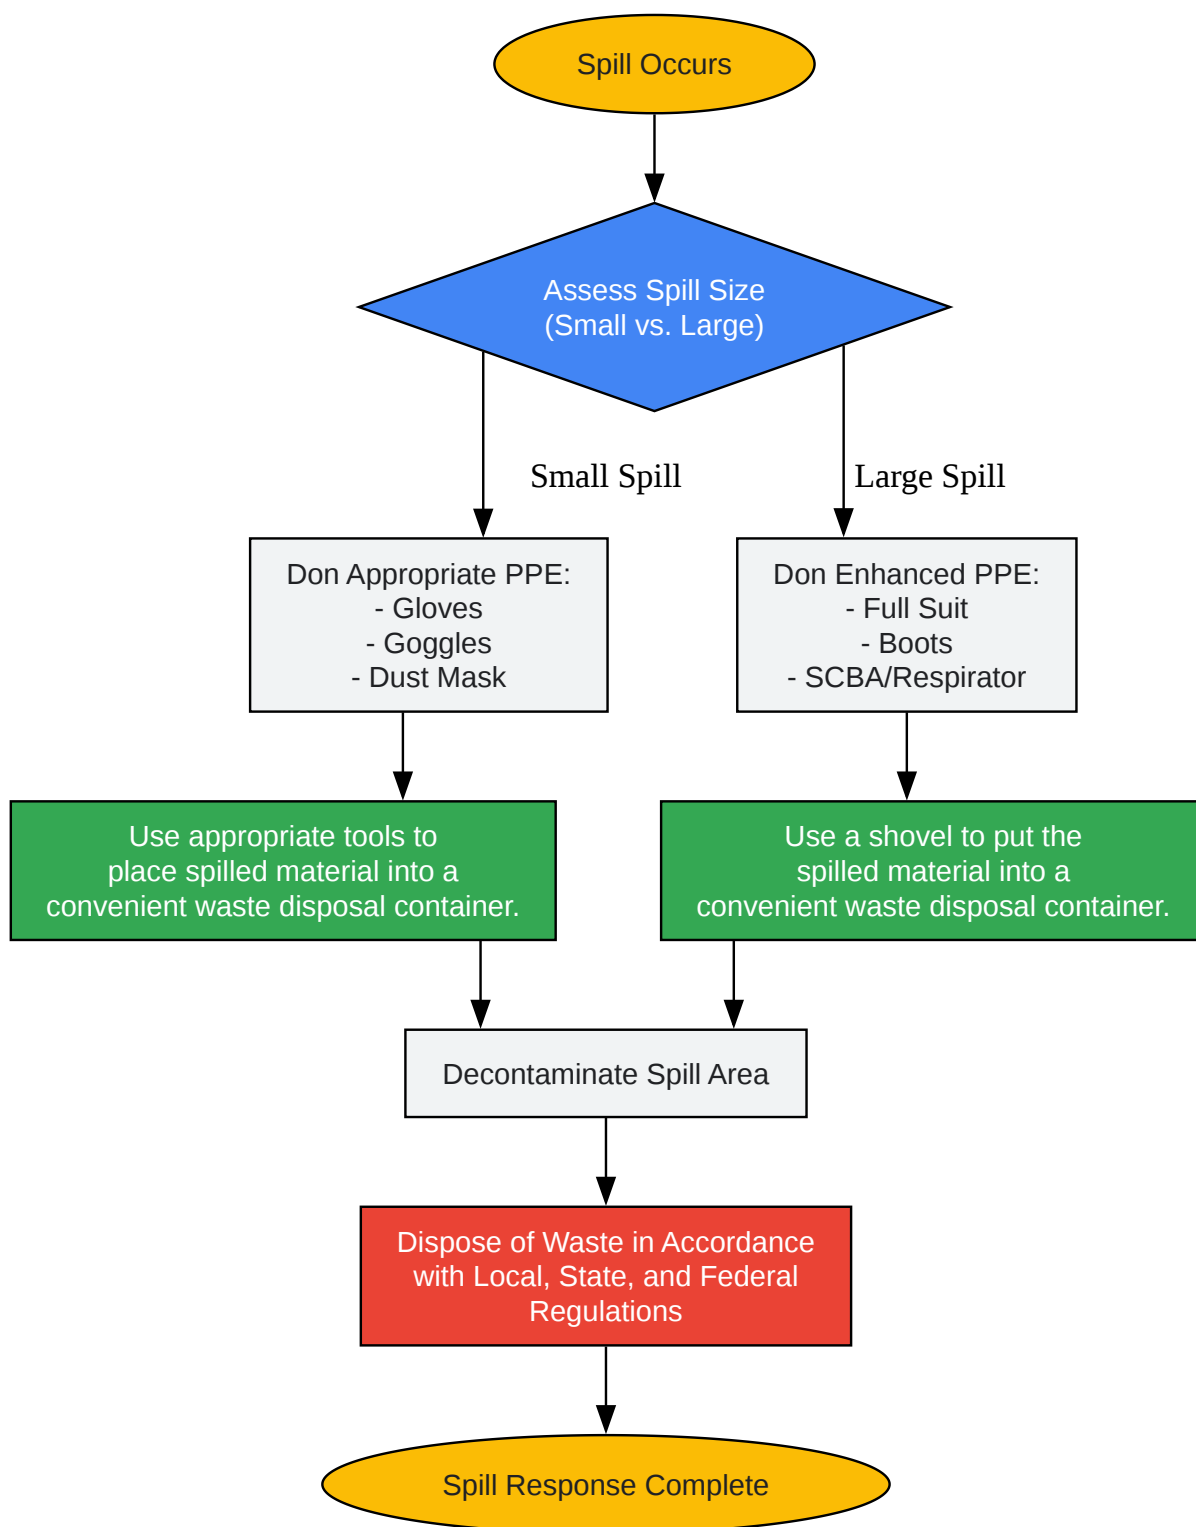 Spill Occurs
Assess Spill Size
(Small vs. Large)
Small Spill
Large Spill
Don Appropriate PPE:
- Gloves
- Goggles
- Dust Mask
Don Enhanced PPE:
- Full Suit
- Boots
- SCBA/Respirator
Use appropriate tools to
place spilled material into a
convenient waste disposal container.
Use a shovel to put the
spilled material into a
convenient waste disposal container.
Decontaminate Spill Area
Dispose of Waste in Accordance
with Local, State, and Federal
Regulations
Spill Response Complete